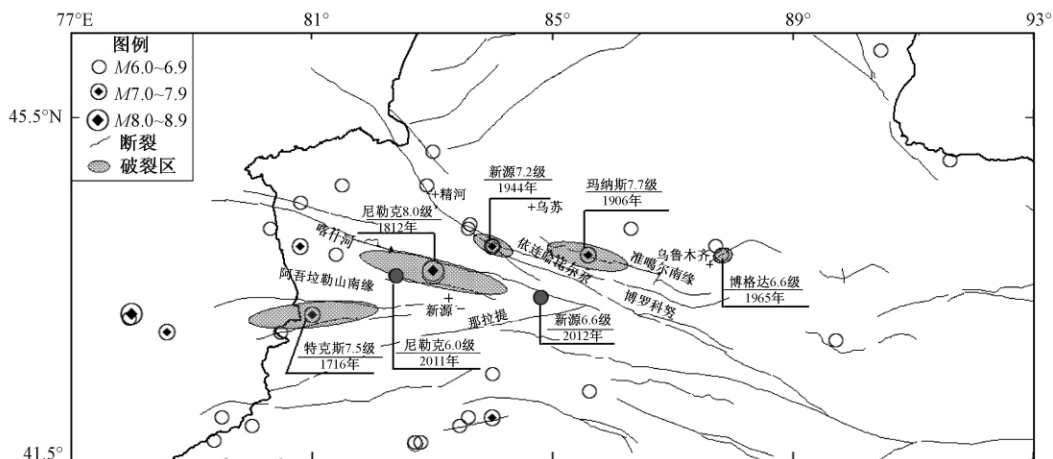 77°E
81°
85°
89°
93°
45.5°N
41.5°
图例
M6.0~6.9
M7.0~7.9
M8.0~8.9
断裂
破裂区
新源7.2级
1944年
玛纳斯7.7级
1906年
精河
乌苏
尼勒克8.0级
1812年
喀什河
依连哈比尔尕
准噶尔南缘
乌鲁木齐
博格达6.6级
1965年
阿吾拉勒山南缘
博罗科努
新源
那拉提
特克斯7.5级
1716年
尼勒克6.0级
2011年
新源6.6级
2012年